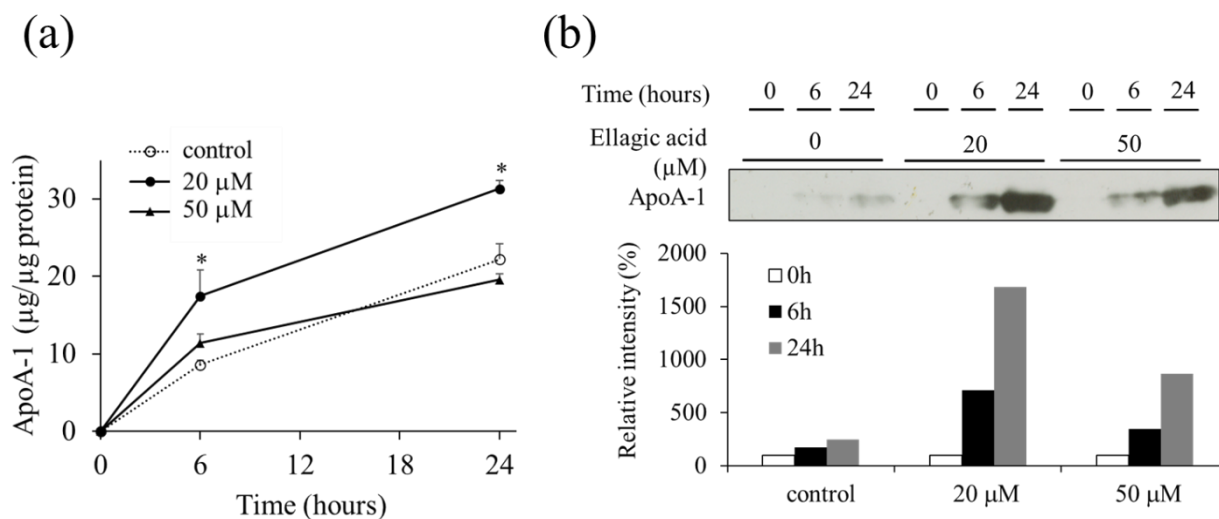 (a)
control
20 µM
50 µM
ApoA-1 (µg/µg protein)
30
20
10
0
*
*
0
6
12
18
24
Time (hours)
(b)
Time (hours) 0 6 24 0 6 24 0 6 24
Ellagic acid
(µM)
0 20 50
ApoA-1
Relative intensity (%)
2000
1500
1000
500
0
0h
6h
24h
control 20 µM 50 µM